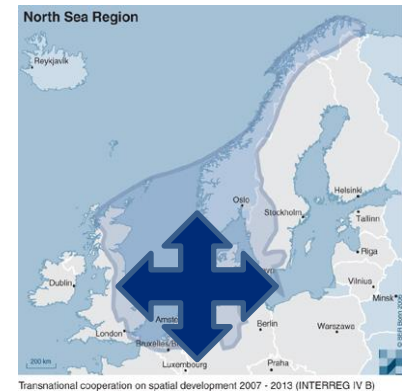 North Sea Region
Reykjavik
Helsinki
Oslo
Stockholm
Tallinn
Riga
Dublin
Vilnius
Minsk
London
Berlin
Warszawa
Luxembourg
Praha
200 km
Transnational cooperation on spatial development 2007 - 2013 (INTERREG IV B)